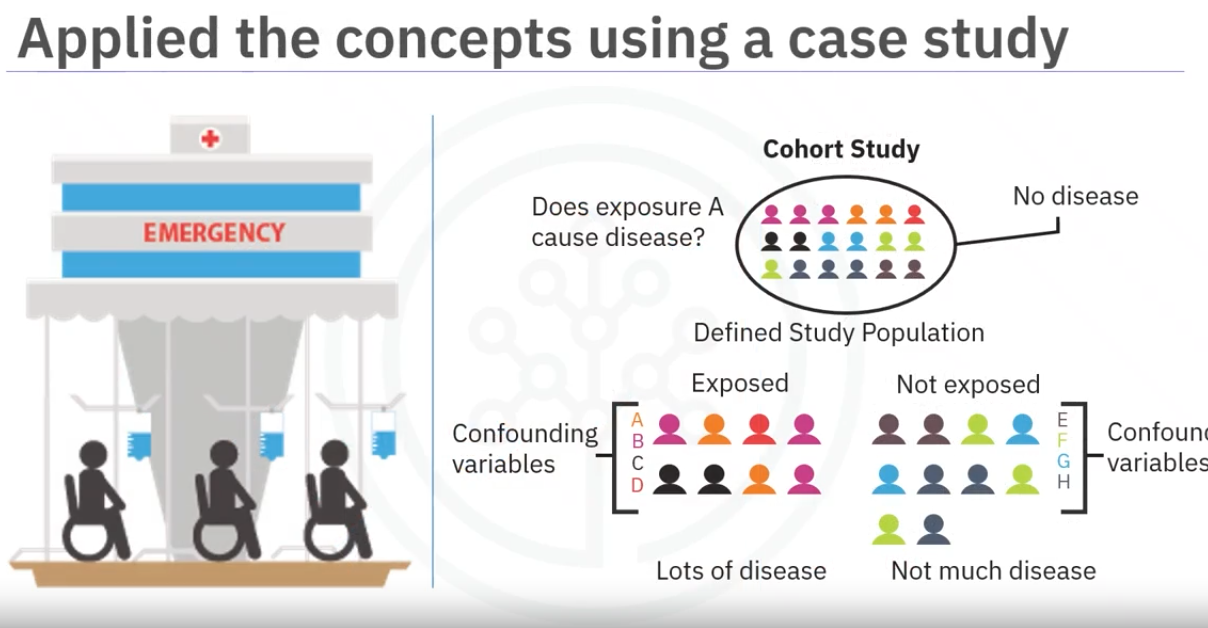 Applied the concepts using a case study
EMERGENCY
Cohort Study
Does exposure A
cause disease?
No disease
Defined Study Population
Exposed
Not exposed
Confounding
variables
A
B
C
D
E
F
G
H
Confounc
variables
Lots of disease
Not much disease